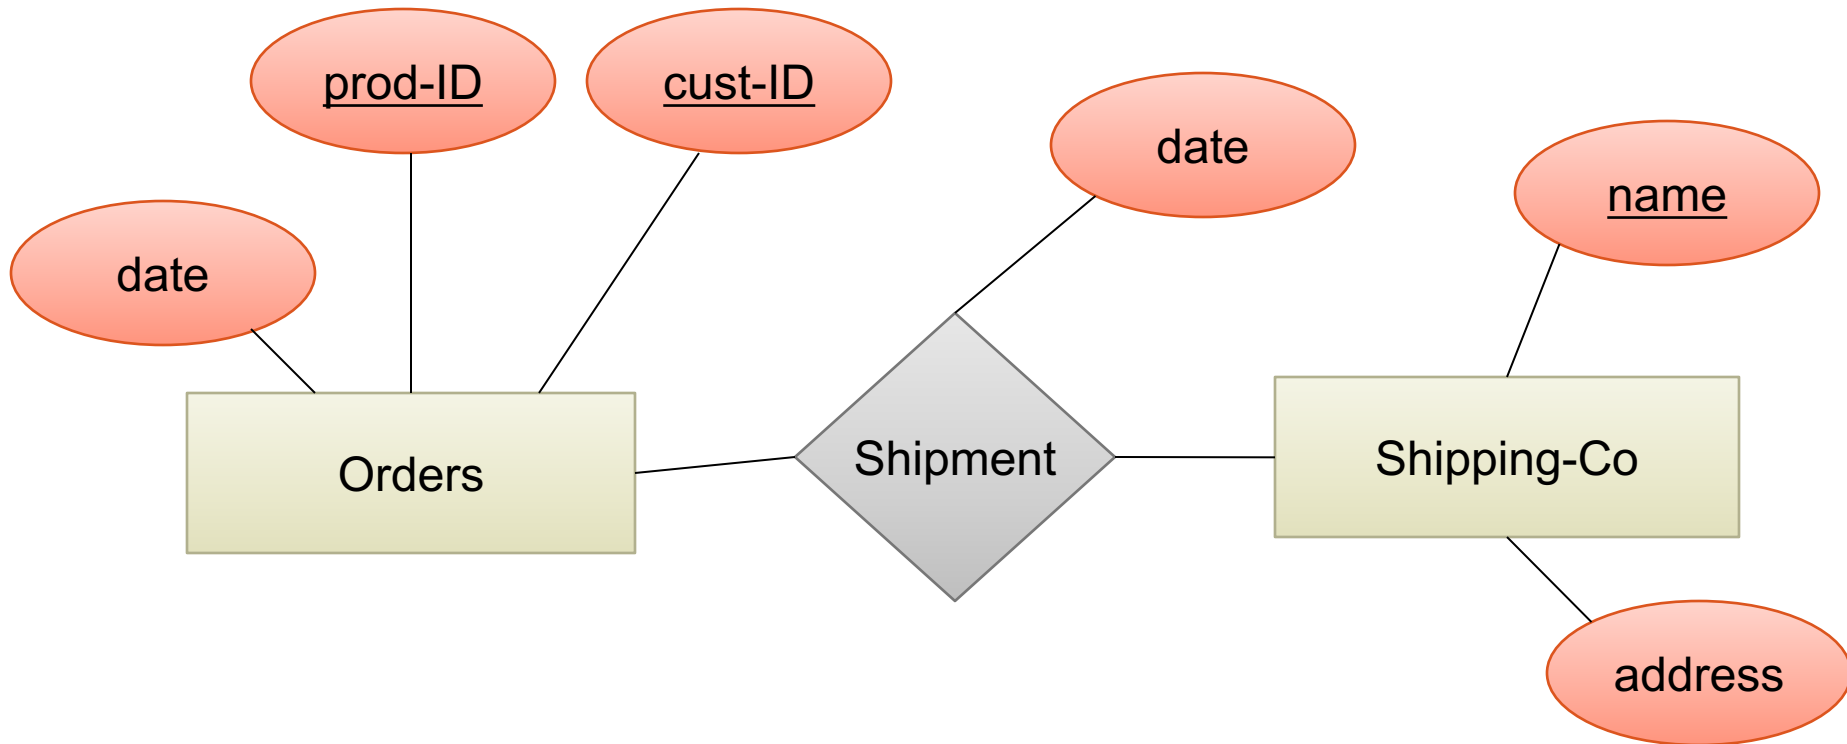 prod-ID
cust-ID
date
name
date
Orders
Shipment
Shipping-Co
address